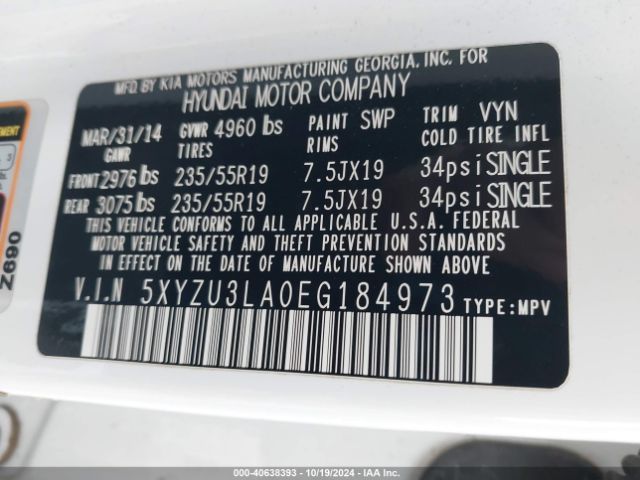 MFD BY KIA MOTORS MANUFACTURING GEORGIA, INC. FOR
HYUNDAI MOTOR COMPANY
MAR/31/14 GVWR 4960 lbs PAINT SWP TRIM VYN
GAWR TIRES RIMS COLD TIRE INFL
FRONT 2976 lbs 235/55R19 7.5JX19 34psi SINGLE
REAR 3075 lbs 235/55R19 7.5JX19 34psi SINGLE
THIS VEHICLE CONFORMS TO ALL APPLICABLE U.S.A. FEDERAL
MOTOR VEHICLE SAFETY AND THEFT PREVENTION STANDARDS
IN EFFECT ON THE DATE OF MANUFACTURE SHOWN ABOVE.
V.I.N 5XYZU3LA0EG184973 TYPE:MPV
Z690
000-40638393 - 10/19/2024 - IAA Inc.